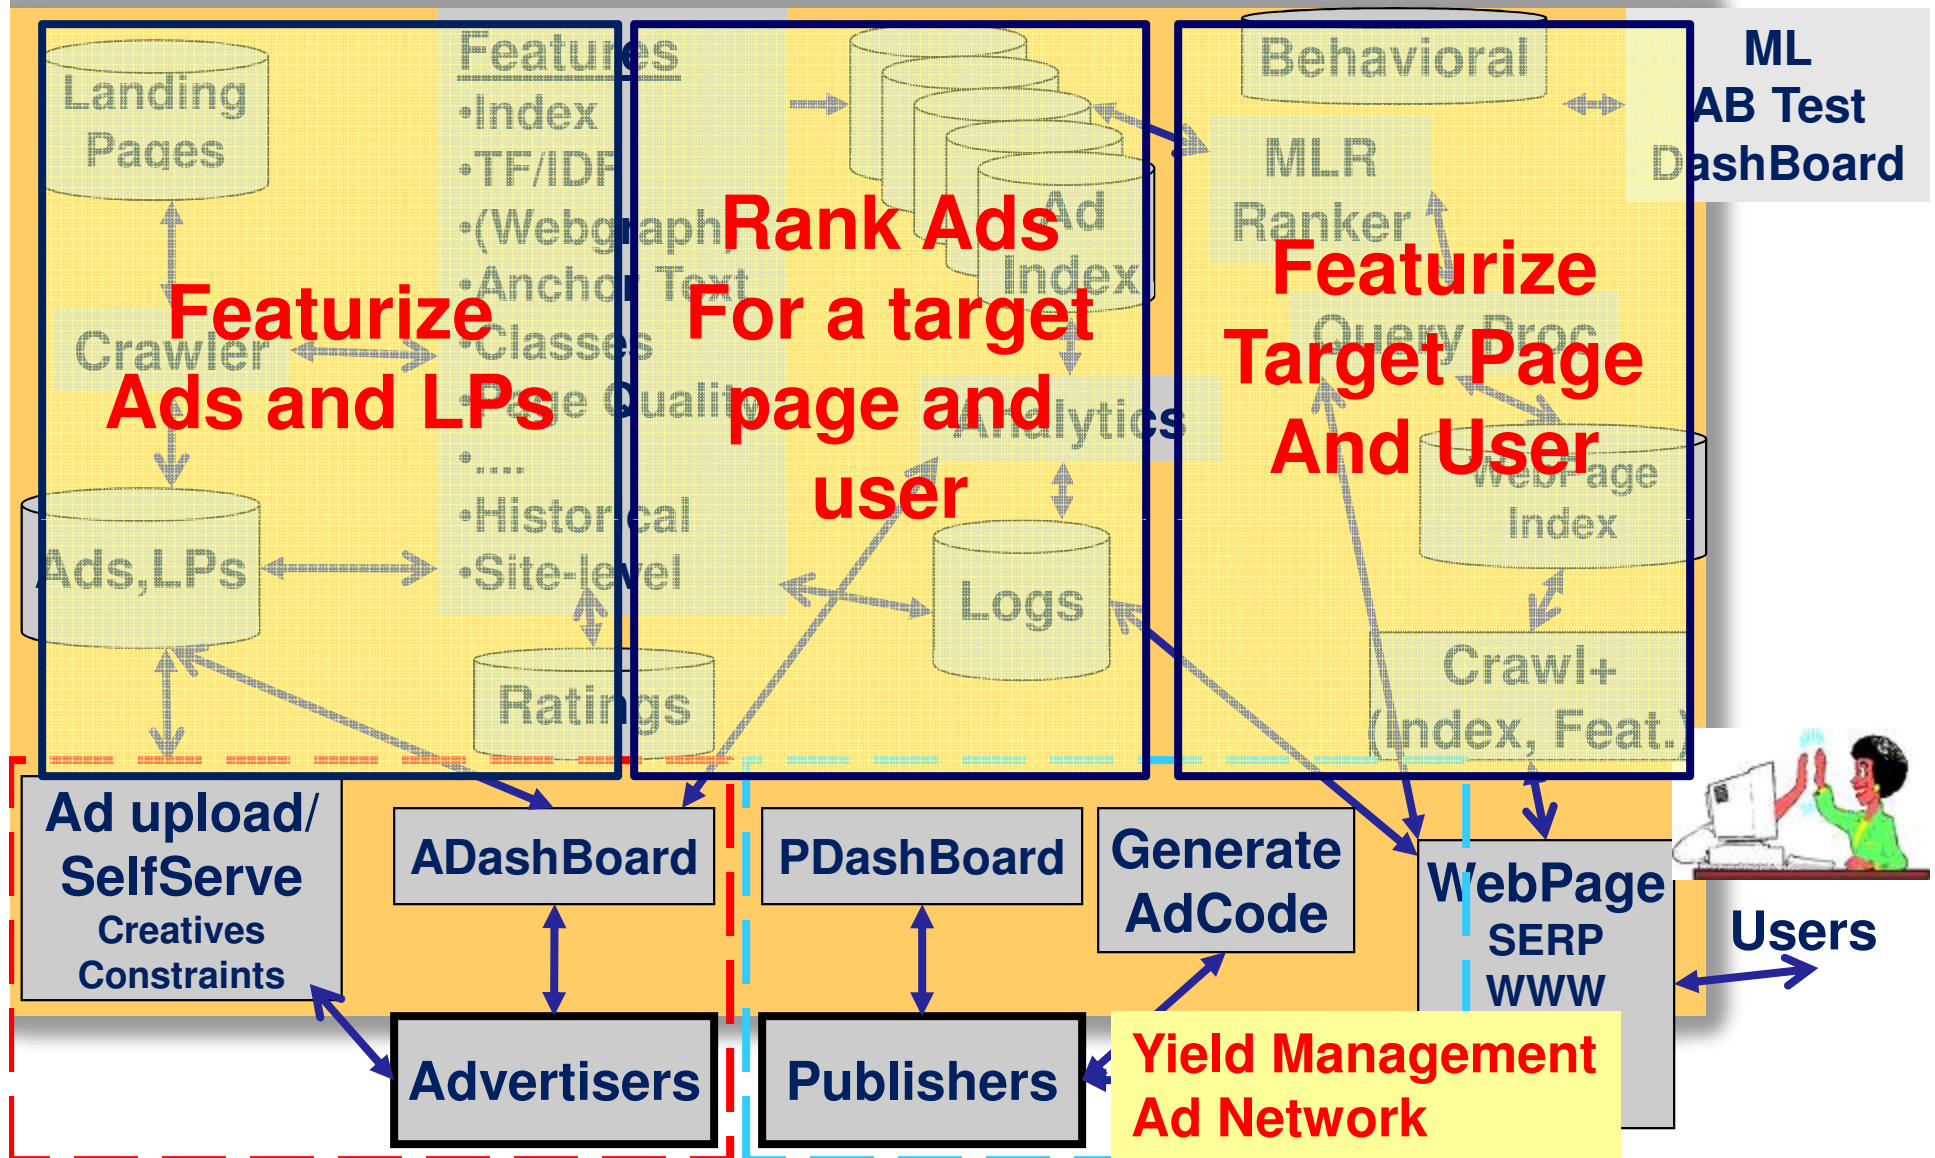 Landing
Pages
Crawler
Ads,LPs
Featurize
Ads and LPs
Features
•Index
•TF/IDF
•(Webgraph)
•Anchor Text
•Classes
•Page Quality
•....
•Historical
•Site-level
Ratings
Rank Ads
For a target
page and
user
Ad
Index
Analytics
Logs
Behavioral
MLR
Ranker
Query Proc
Featurize
Target Page
And User
WebPage
Index
Crawl+
(Index, Feat.)
ML
AB Test
DashBoard
Ad upload/
SelfServe
Creatives
Constraints
ADashBoard
PDashBoard
Generate
AdCode
WebPage
SERP
WWW
Users
Advertisers
Publishers
Yield Management
Ad Network